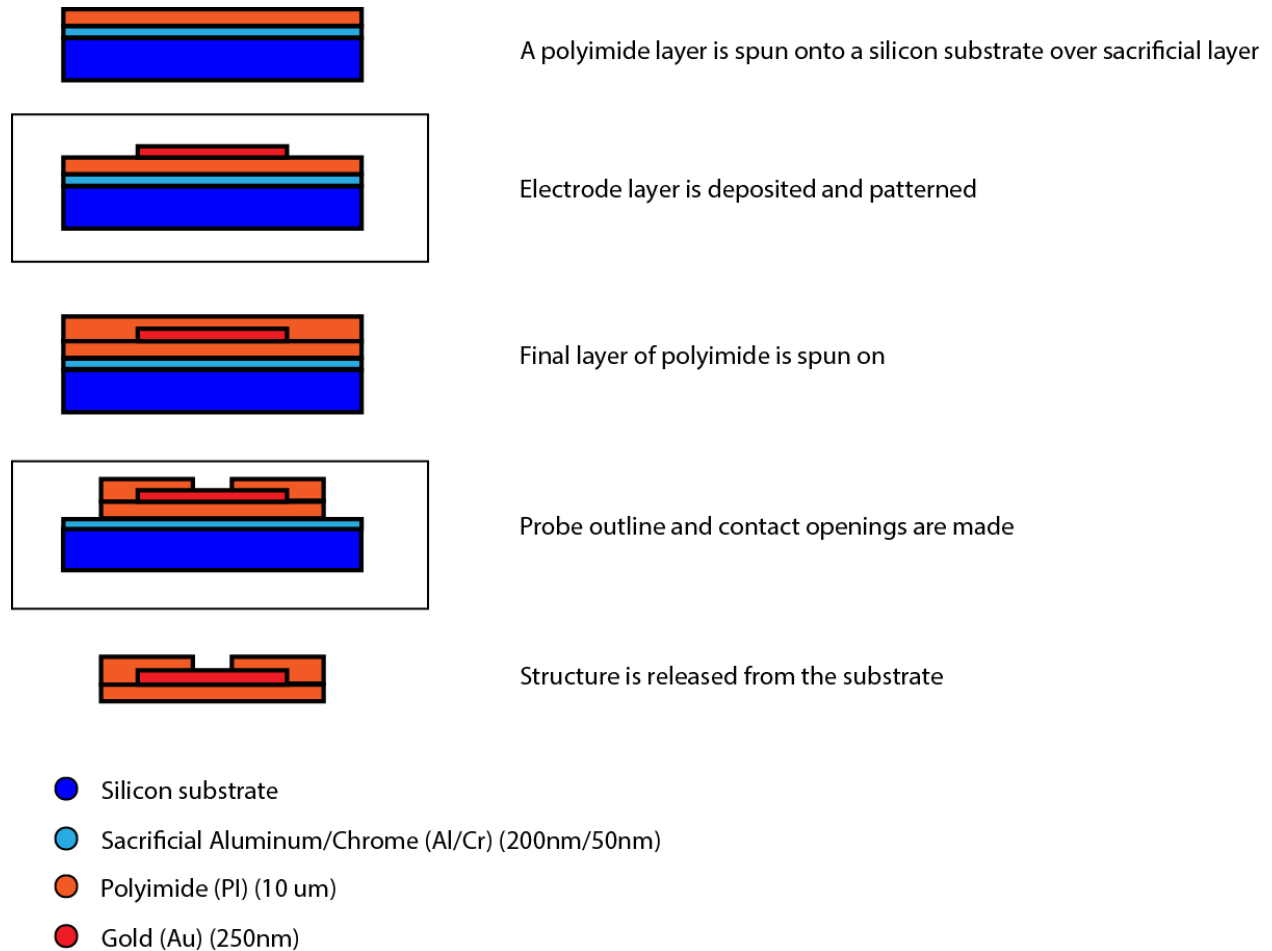 A polyimide layer is spun onto a silicon substrate over sacrificial layer
Electrode layer is deposited and patterned
Final layer of polyimide is spun on
Probe outline and contact openings are made
Structure is released from the substrate
Silicon substrate
Sacrificial Aluminum/Chrome (Al/Cr) (200nm/50nm)
Polyimide (PI) (10 um)
Gold (Au) (250nm)